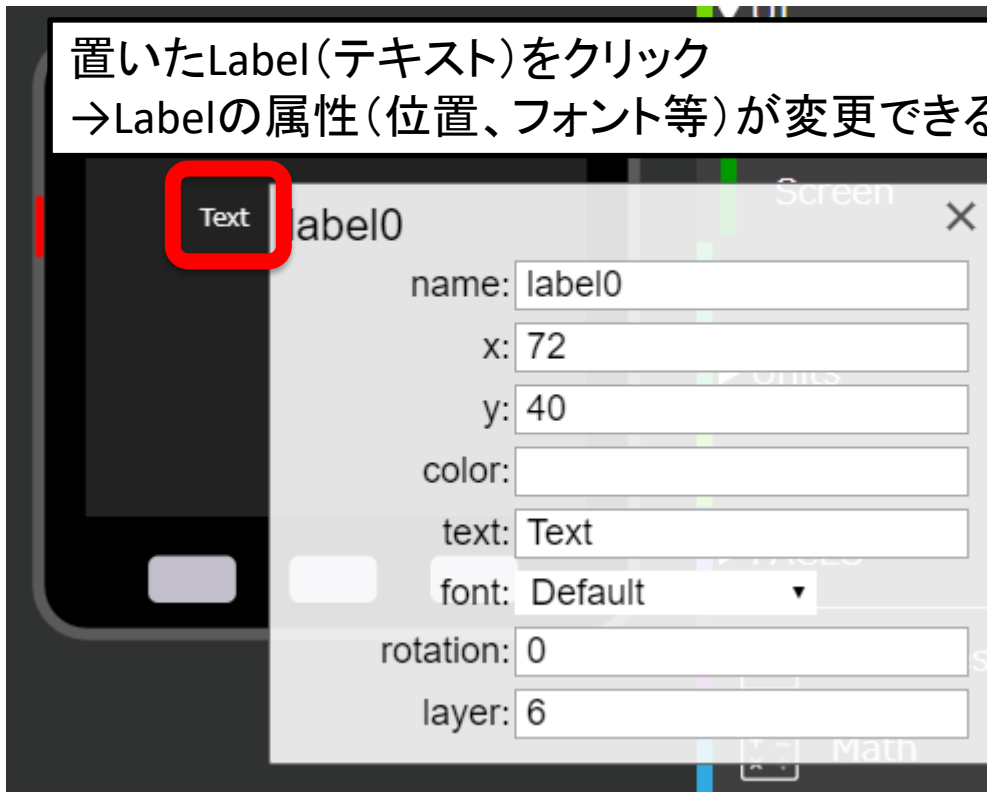 UI
置いたLabel（テキスト）をクリック
→Labelの属性（位置、フォント等）が変更できる
Screen
Text
label0
name: label0
x: 72
Units
y: 40
color:
text: Text
font: Default
rotation: 0
layer: 6
Math